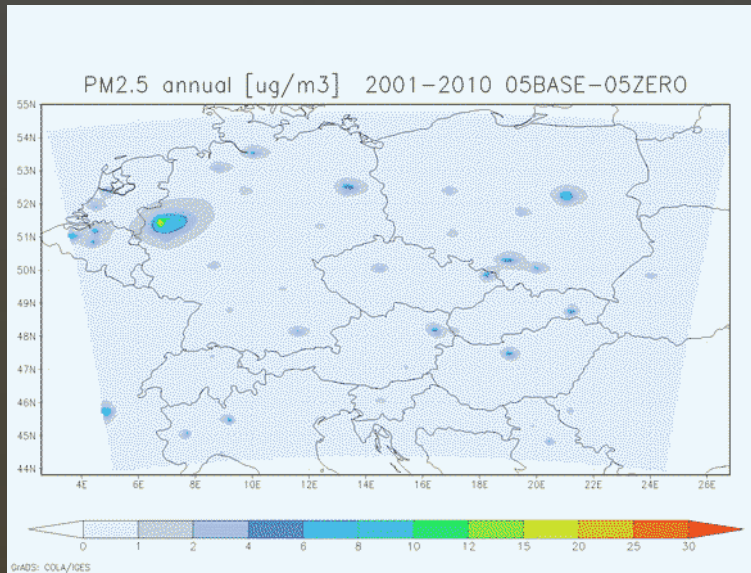 PM2.5 annual [ug/m3] 2001-2010 05BASE-05ZERO
55N
54N
53N
52N
51N
50N
49N
48N
47N
46N
45N
44N
4E 6E 8E 10E 12E 14E 16E 18E 20E 22E 24E 26E
0 1 2 4 6 8 10 12 15 20 25 30
GrADS: COLA/IGES